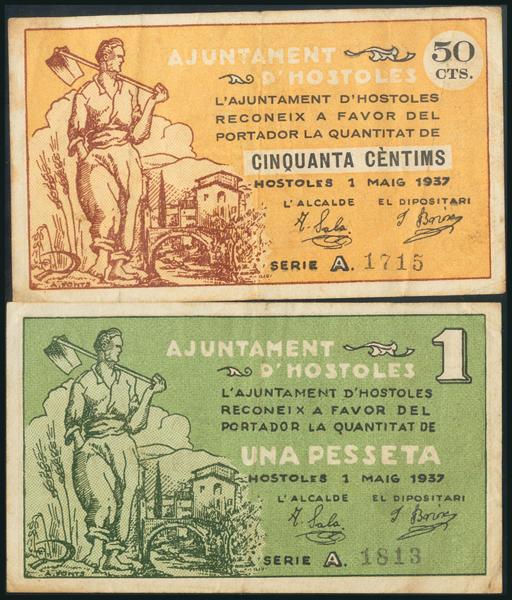 AJUNTAMENT
D'HOSTOLES
50
CTS.
L'AJUNTAMENT D'HOSTOLES
RECONEIX A FAVOR DEL
PORTADOR LA QUANTITAT DE
CINQUANTA CÈNTIMS
HOSTOLES 1 MAIG 1937
L'ALCALDE EL DIPOSITARI
SERIE A. 1715
A. PONTS
AJUNTAMENT
D'HOSTOLES
1
L'AJUNTAMENT D'HOSTOLES
RECONEIX A FAVOR DEL
PORTADOR LA QUANTITAT DE
UNA PESSETA
HOSTOLES 1 MAIG 1937
L'ALCALDE EL DIPOSITARI
SERIE A. 1813
A. PONTS